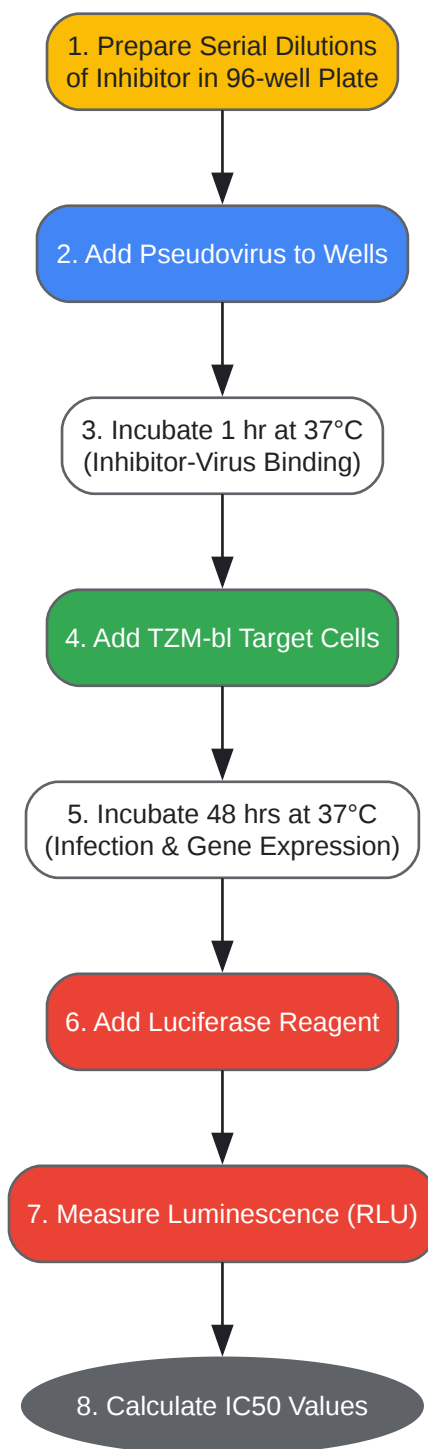 1. Prepare Serial Dilutions
of Inhibitor in 96-well Plate
2. Add Pseudovirus to Wells
3. Incubate 1 hr at 37°C
(Inhibitor-Virus Binding)
4. Add TZM-bl Target Cells
5. Incubate 48 hrs at 37°C
(Infection & Gene Expression)
6. Add Luciferase Reagent
7. Measure Luminescence (RLU)
8. Calculate IC50 Values